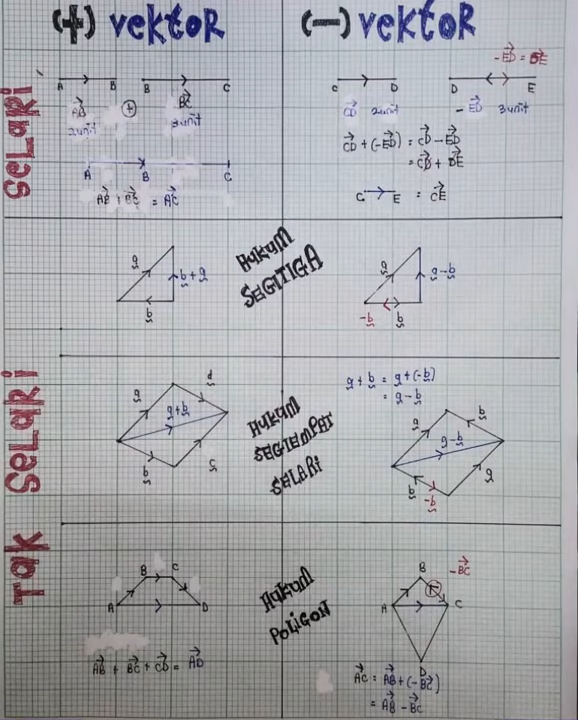 (+) vektor
(-) vektor
SELARI
A B B C
AB + BC
2unit 3unit
A B C
AB + BC = AC
-ED = DE
C D D E
CD 2unit - ED 3unit
CD + (-ED) = CD - ED
= CD + DE
C E = CE
TAK SELARI
HUKUM
SEGITIGA
a
b + a
b
a
a - b
-b b
HUKUM
SEGIEMPAT
SELARI
a
b
a + b
b
a
a + b = a + (-b)
= a - b
a
b
a - b
b
-b
a
HUKUM
POLIGON
B C
A D
AB + BC + CD = AD
B -BC
A C
D
AC = AB + (-BC)
= AB - BC